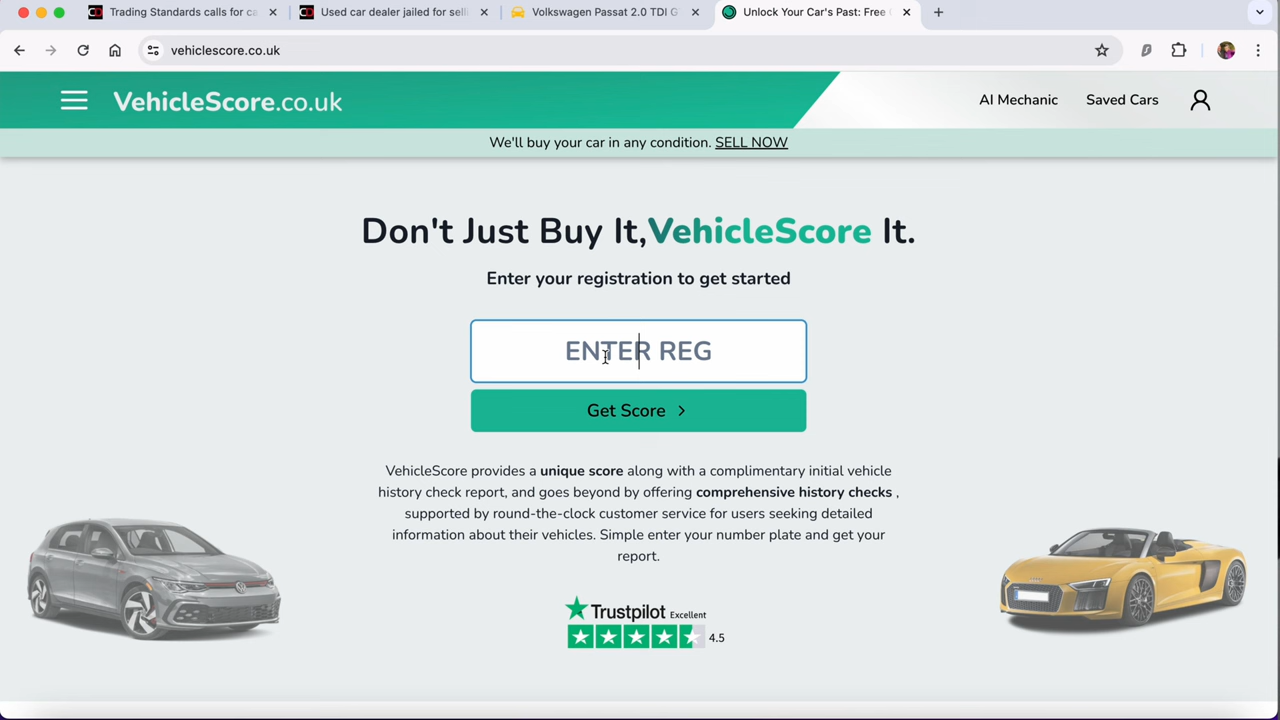 Trading Standards calls for ca
Used car dealer jailed for selli
Volkswagen Passat 2.0 TDI G
Unlock Your Car's Past: Free
vehiclescore.co.uk
VehicleScore.co.uk
AI Mechanic
Saved Cars
We'll buy your car in any condition. SELL NOW
Don't Just Buy It,VehicleScore It.
Enter your registration to get started
ENTER REG
Get Score
VehicleScore provides a unique score along with a complimentary initial vehicle
history check report, and goes beyond by offering comprehensive history checks ,
supported by round-the-clock customer service for users seeking detailed
information about their vehicles. Simple enter your number plate and get your
report.
Trustpilot Excellent
4.5